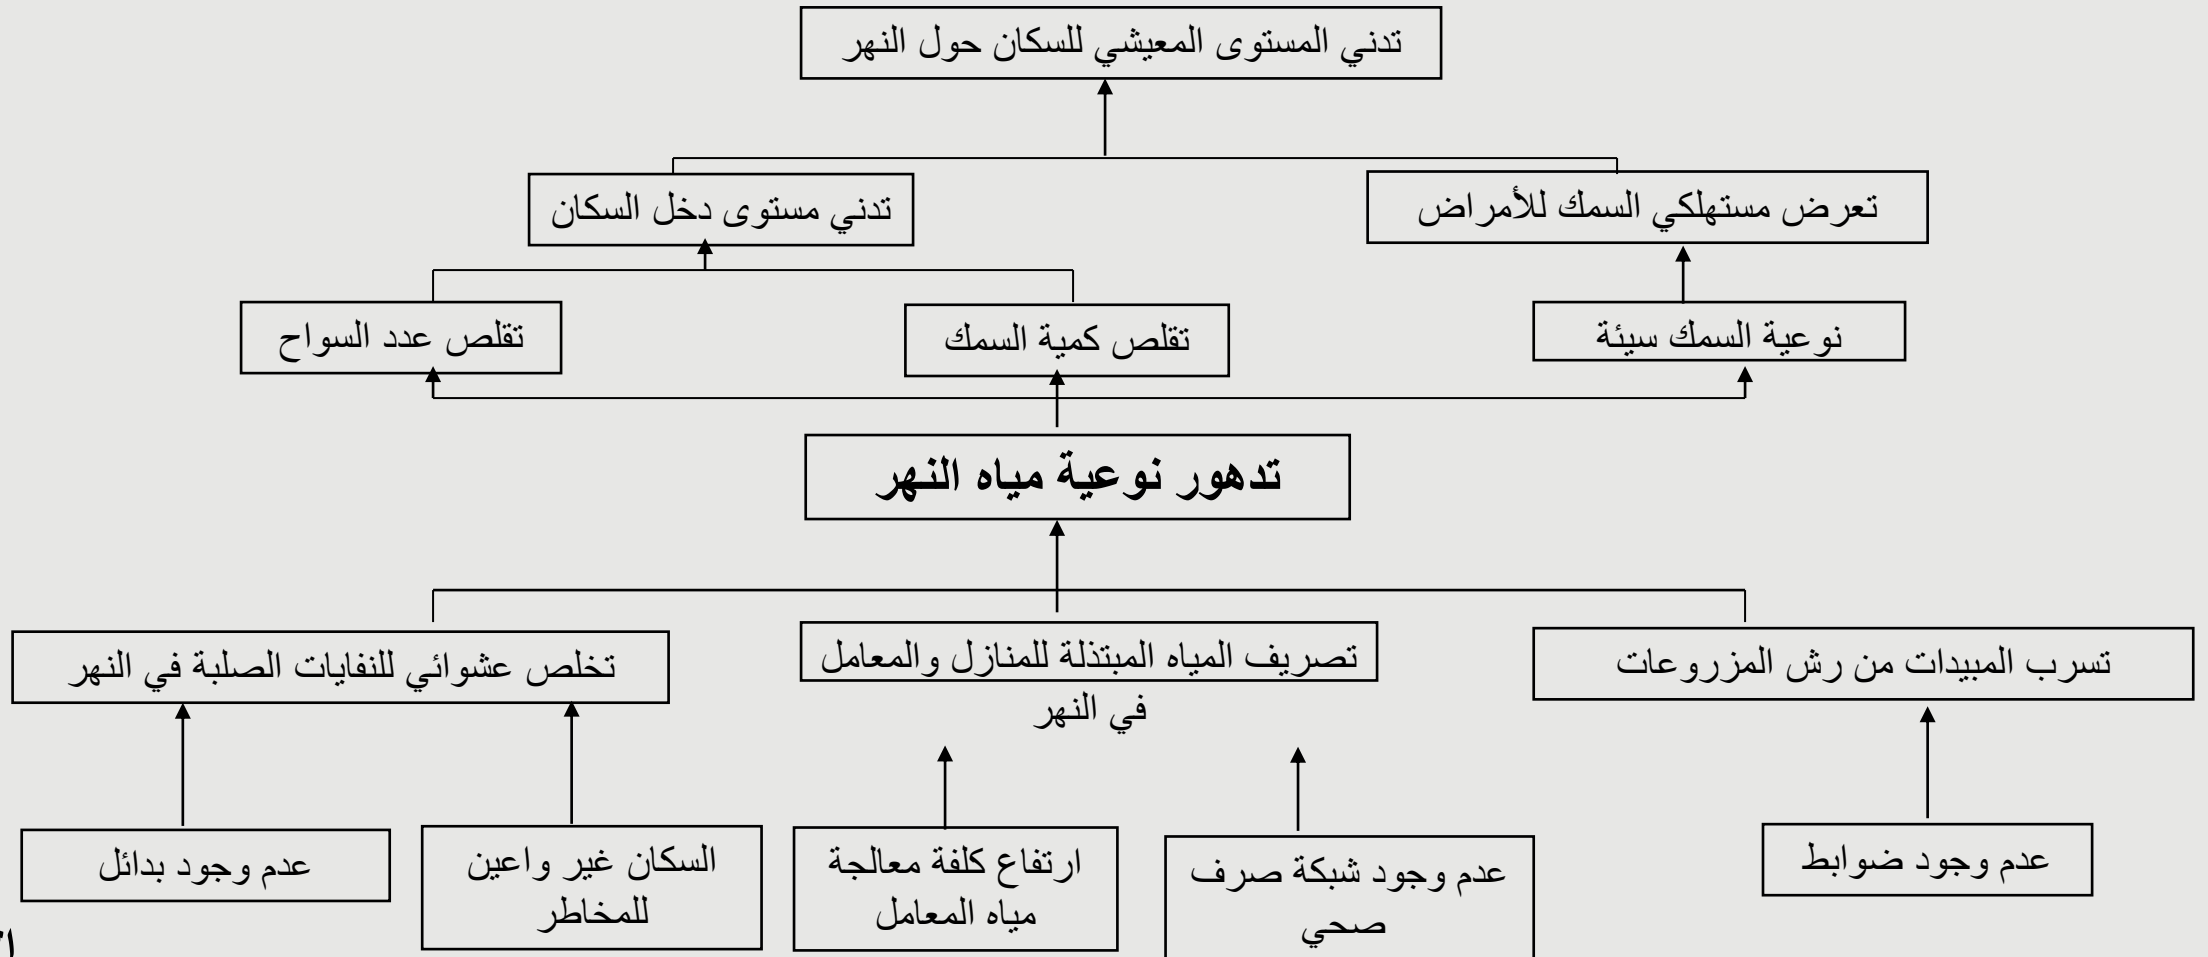 تدني المستوى المعيشي للسكان حول النهر
تعرض مستهلكي السمك للأمراض
تدني مستوى دخل السكان
نوعية السمك سيئة
تقلص كمية السمك
تقلص عدد السواح
تدهور نوعية مياه النهر
تسرب المبيدات من رش المزروعات
تصريف المياه المبتذلة للمنازل والمعامل
في النهر
تخلص عشوائي للنفايات الصلبة في النهر
عدم وجود ضوابط
عدم وجود شبكة صرف
صحي
ارتفاع كلفة معالجة
مياه المعامل
السكان غير واعين
للمخاطر
عدم وجود بدائل